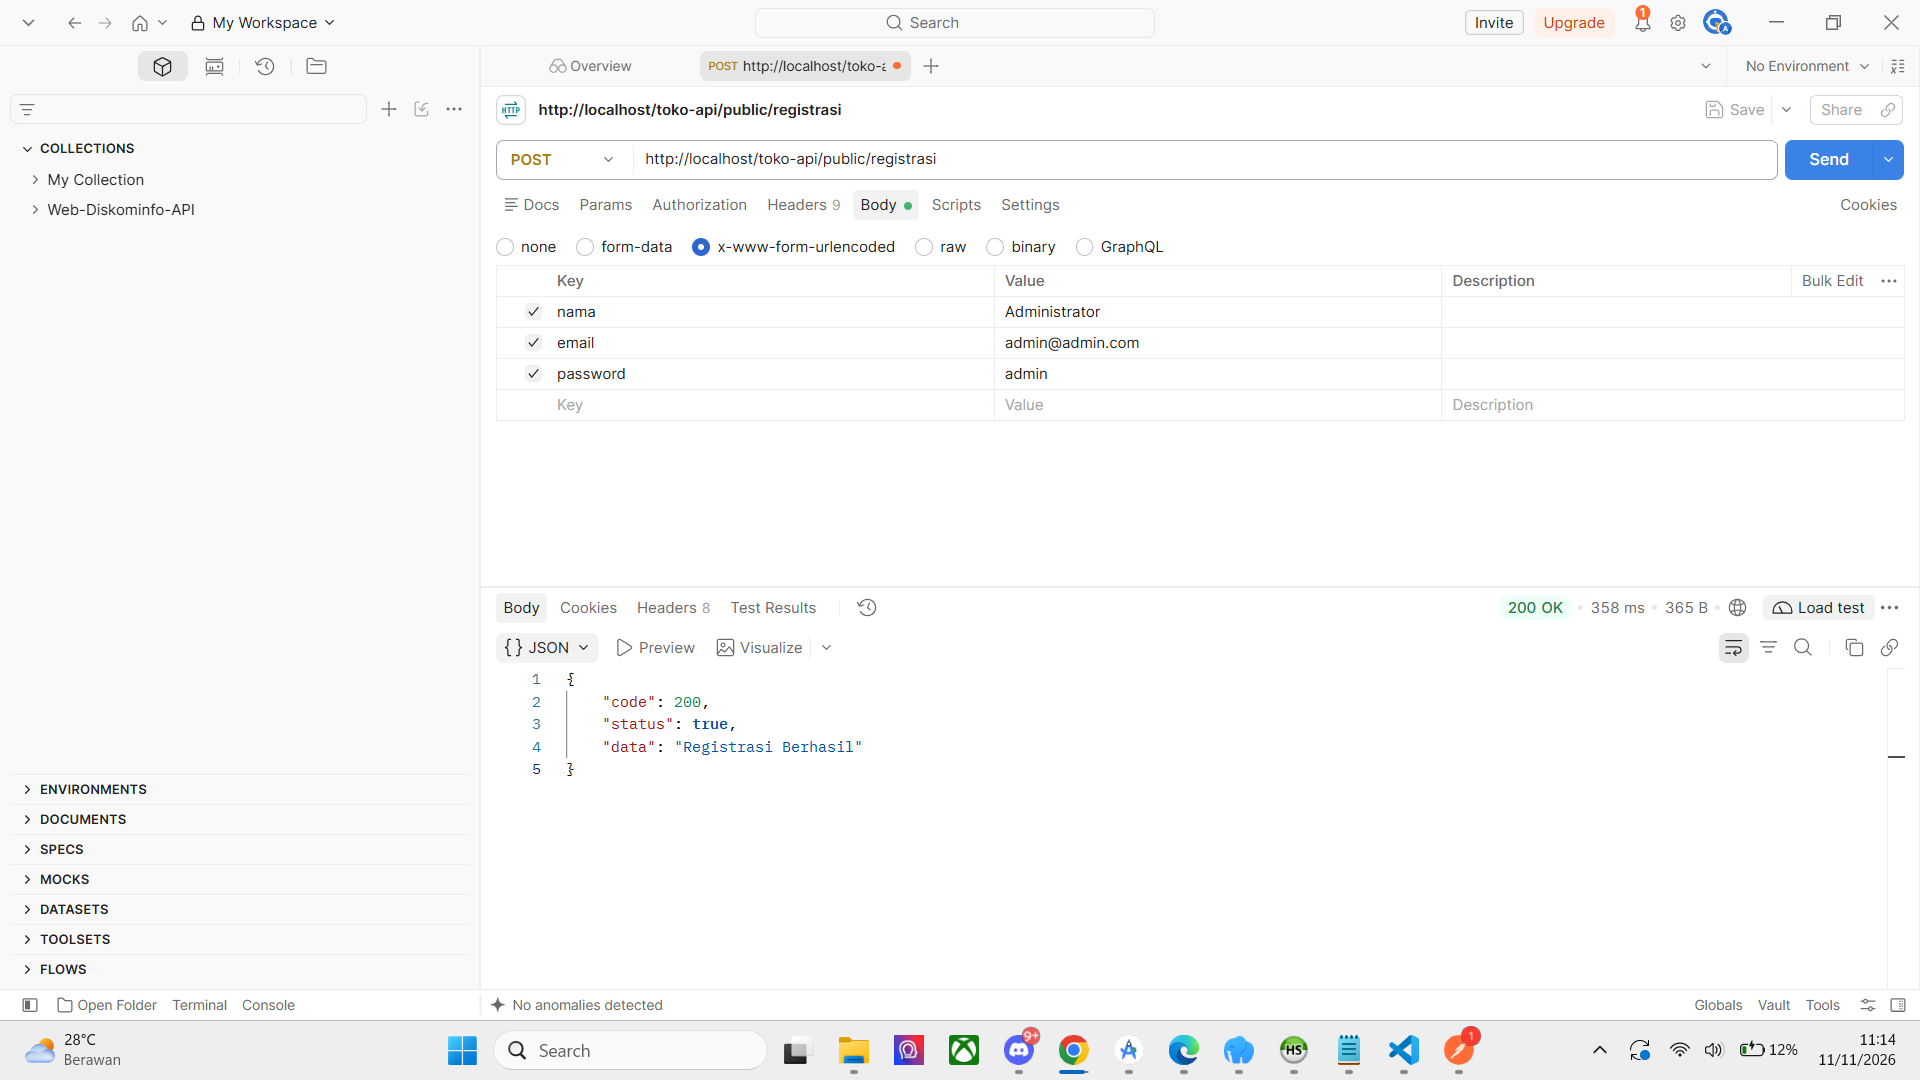 My Workspace
Search
Invite
Upgrade
1
Overview
POST http://localhost/toko-a
No Environment
HTTP http://localhost/toko-api/public/registrasi
Save
Share
COLLECTIONS
My Collection
Web-Diskominfo-API
POST
http://localhost/toko-api/public/registrasi
Send
Docs Params Authorization Headers 9 Body Scripts Settings
Cookies
none form-data x-www-form-urlencoded raw binary GraphQL
Key Value Description Bulk Edit
nama Administrator
email admin@admin.com
password admin
Key Value Description
Body Cookies Headers 8 Test Results
200 OK 358 ms 365 B Load test
{} JSON Preview Visualize
1 {
2 "code": 200,
3 "status": true,
4 "data": "Registrasi Berhasil"
5 }
ENVIRONMENTS
DOCUMENTS
SPECS
MOCKS
DATASETS
TOOLSETS
FLOWS
Open Folder Terminal Console
No anomalies detected
Globals Vault Tools
28°C
Berawan
Search
9+
HS
1
12%
11:14
11/11/2026